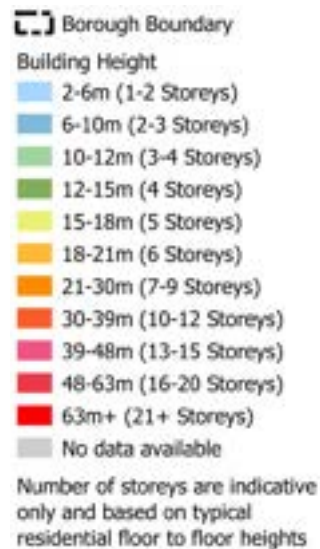 Borough Boundary
Building Height
2-6m (1-2 Storeys)
6-10m (2-3 Storeys)
10-12m (3-4 Storeys)
12-15m (4 Storeys)
15-18m (5 Storeys)
18-21m (6 Storeys)
21-30m (7-9 Storeys)
30-39m (10-12 Storeys)
39-48m (13-15 Storeys)
48-63m (16-20 Storeys)
63m+ (21+ Storeys)
No data available
Number of storeys are indicative
only and based on typical
residential floor to floor heights